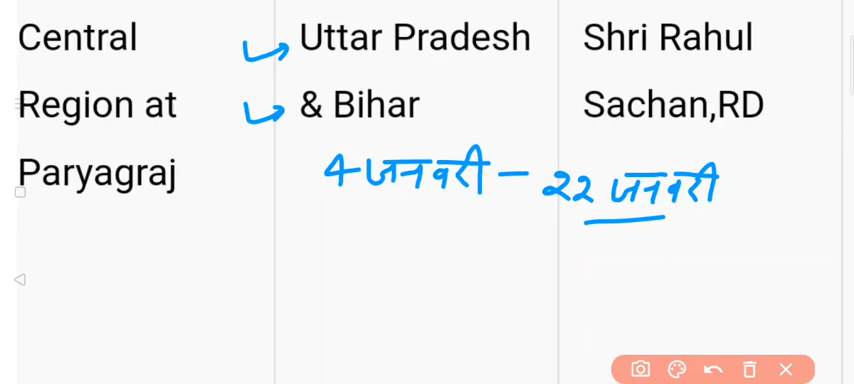 Central
Region at
Paryagraj
Uttar Pradesh
& Bihar
Shri Rahul
Sachan,RD
4 जनवरी - 22 जनवरी